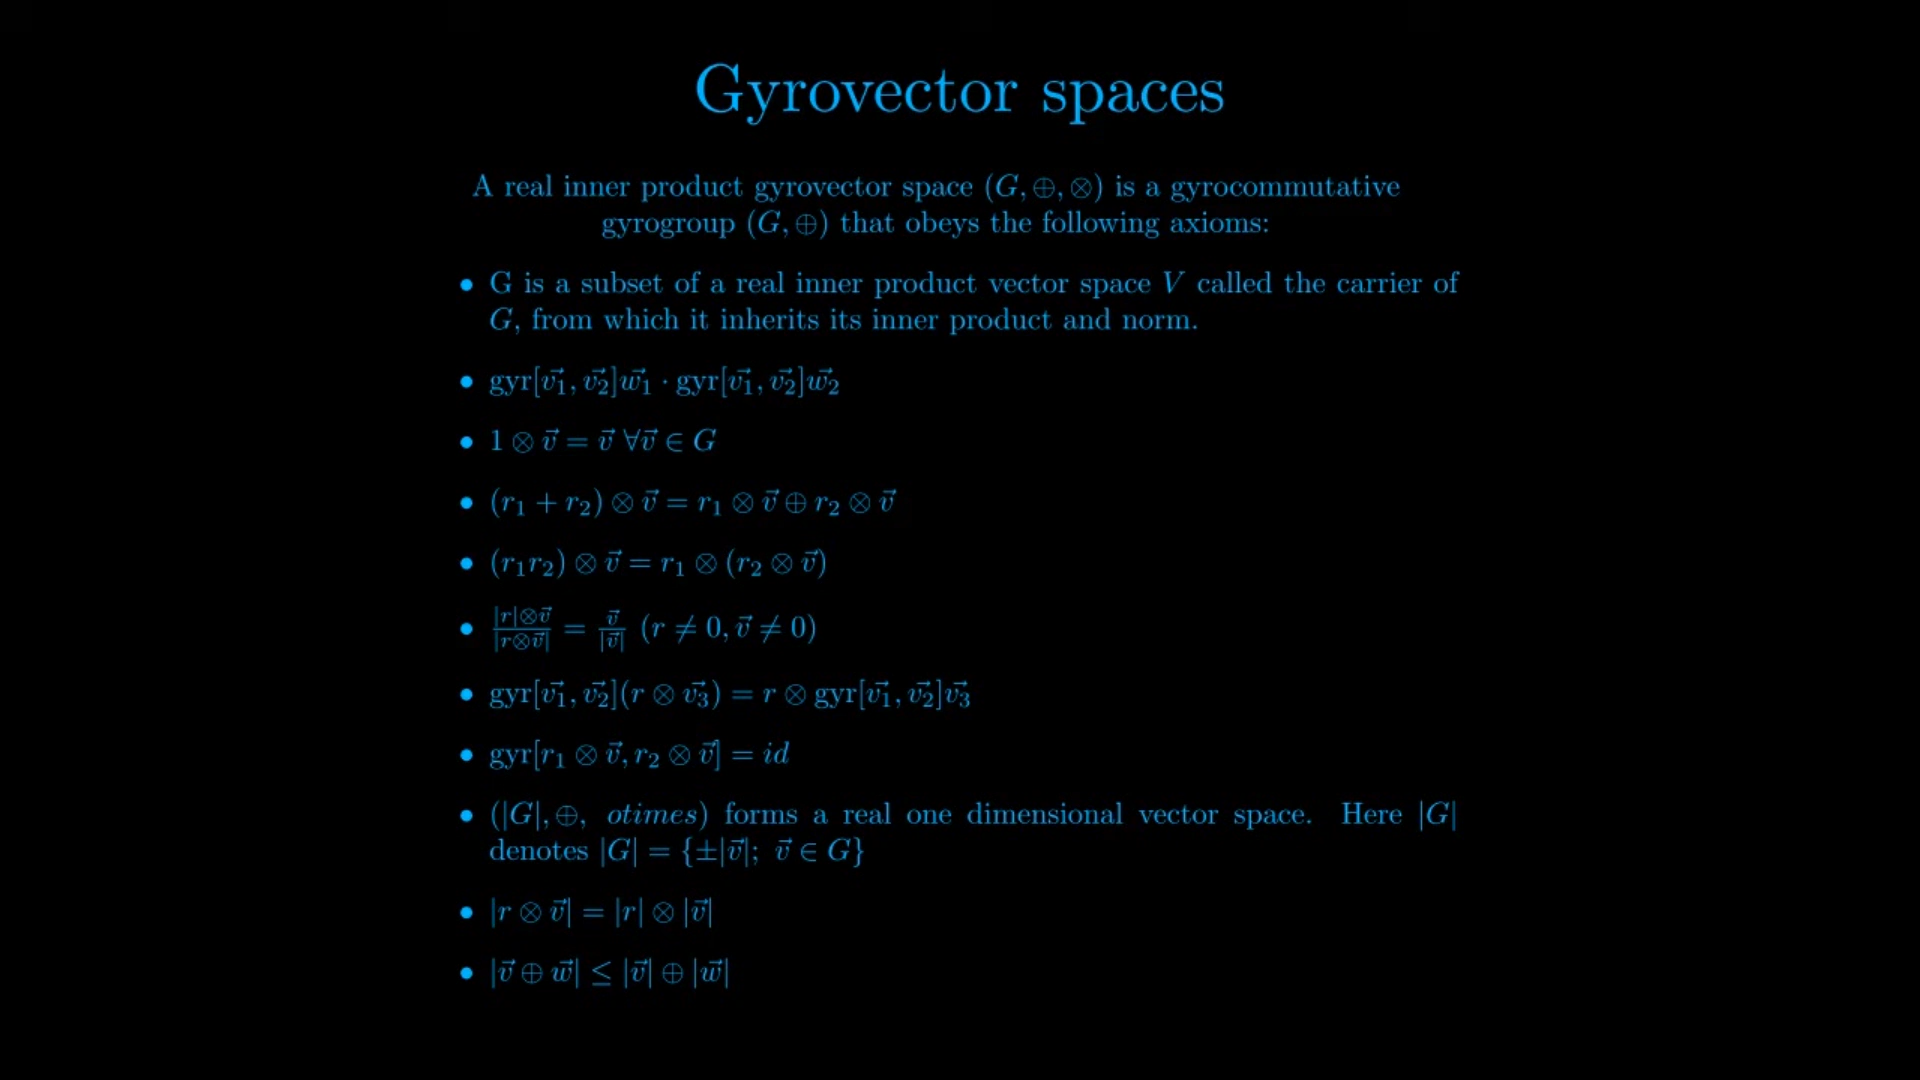 Gyrovector spaces
A real inner product gyrovector space (G, ⊕, ⊗) is a gyrocommutative
gyrogroup (G, ⊕) that obeys the following axioms:
• G is a subset of a real inner product vector space V called the carrier of
G, from which it inherits its inner product and norm.
• gyr[v⃗₁, v⃗₂]w⃗₁ · gyr[v⃗₁, v⃗₂]w⃗₂
• 1 ⊗ v⃗ = v⃗ ∀v⃗ ∈ G
• (r₁ + r₂) ⊗ v⃗ = r₁ ⊗ v⃗ ⊕ r₂ ⊗ v⃗
• (r₁r₂) ⊗ v⃗ = r₁ ⊗ (r₂ ⊗ v⃗)
• |r|⊗v⃗ / |r⊗v⃗| = v⃗ / |v⃗| (r ≠ 0, v⃗ ≠ 0)
• gyr[v⃗₁, v⃗₂](r ⊗ v⃗₃) = r ⊗ gyr[v⃗₁, v⃗₂]v⃗₃
• gyr[r₁ ⊗ v⃗, r₂ ⊗ v⃗] = id
• (|G|, ⊕, otimes) forms a real one dimensional vector space. Here |G|
denotes |G| = {±|v⃗|; v⃗ ∈ G}
• |r ⊗ v⃗| = |r| ⊗ |v⃗|
• |v⃗ ⊕ w⃗| ≤ |v⃗| ⊕ |w⃗|